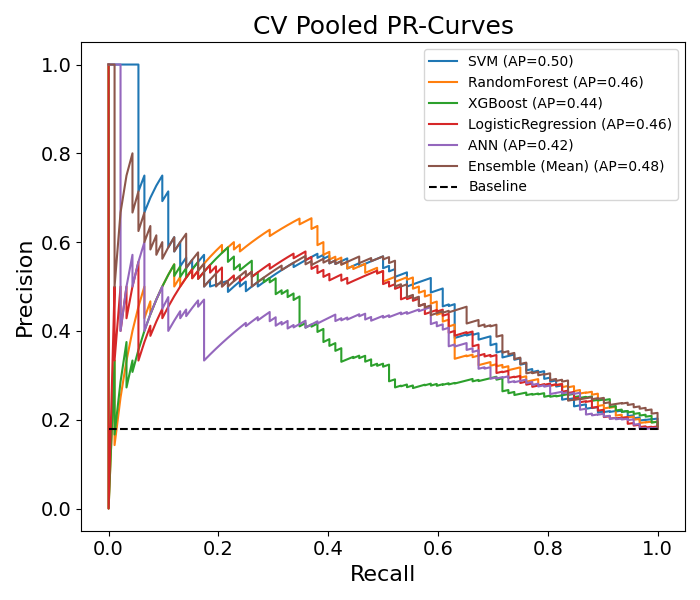 CV Pooled PR-Curves
SVM (AP=0.50)
RandomForest (AP=0.46)
XGBoost (AP=0.44)
LogisticRegression (AP=0.46)
ANN (AP=0.42)
Ensemble (Mean) (AP=0.48)
Baseline
Precision
1.0
0.8
0.6
0.4
0.2
0.0
0.0 0.2 0.4 0.6 0.8 1.0
Recall